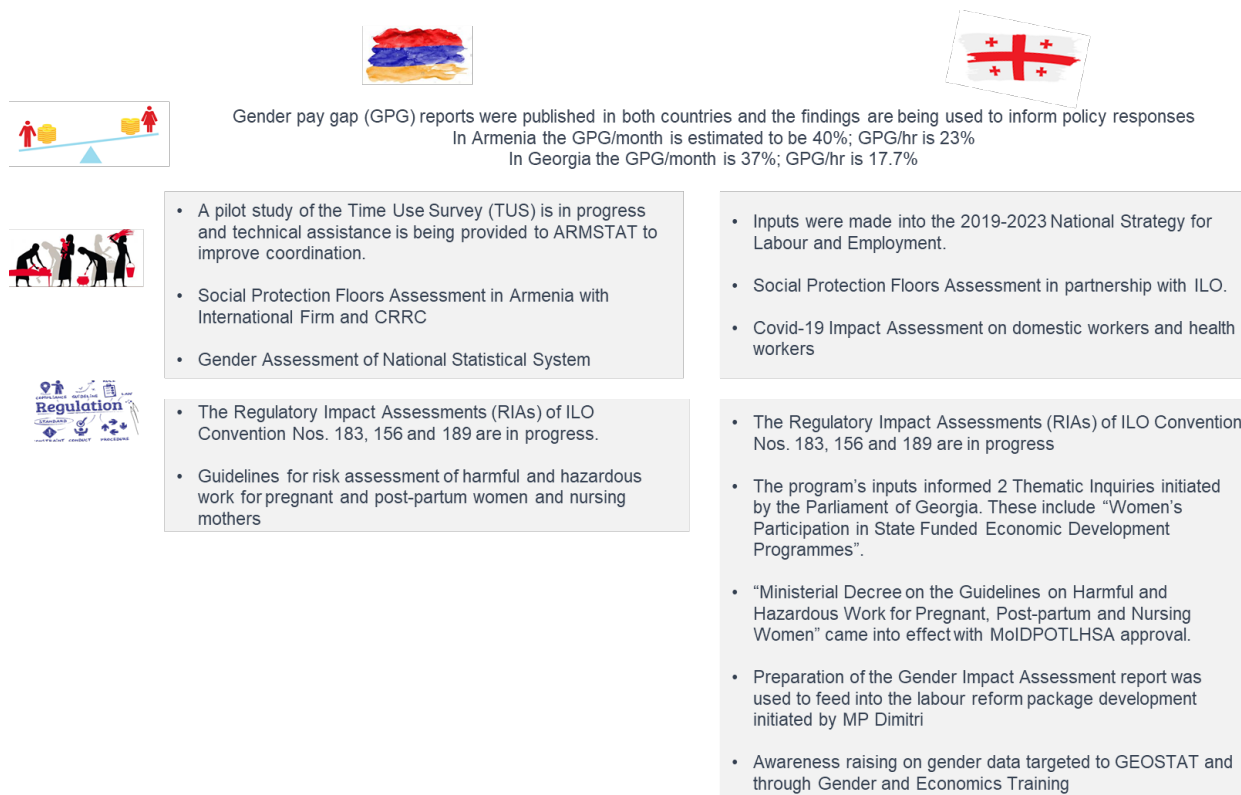 Gender pay gap (GPG) reports were published in both countries and the findings are being used to inform policy responses
In Armenia the GPG/month is estimated to be 40%; GPG/hr is 23%
In Georgia the GPG/month is 37%; GPG/hr is 17.7%
• A pilot study of the Time Use Survey (TUS) is in progress
and technical assistance is being provided to ARMSTAT to
improve coordination.
• Social Protection Floors Assessment in Armenia with
International Firm and CRRC
• Gender Assessment of National Statistical System
• Inputs were made into the 2019-2023 National Strategy for
Labour and Employment.
• Social Protection Floors Assessment in partnership with ILO.
• Covid-19 Impact Assessment on domestic workers and health
workers
COMPLIANCE GUIDELINE
Regulation
STANDARD
CONDUCT PROCEDURE
• The Regulatory Impact Assessments (RIAs) of ILO
Convention Nos. 183, 156 and 189 are in progress.
• Guidelines for risk assessment of harmful and hazardous
work for pregnant and post-partum women and nursing
mothers
• The Regulatory Impact Assessments (RIAs) of ILO Convention
Nos. 183, 156 and 189 are in progress
• The program's inputs informed 2 Thematic Inquiries initiated
by the Parliament of Georgia. These include “Women's
Participation in State Funded Economic Development
Programmes”.
• “Ministerial Decree on the Guidelines on Harmful and
Hazardous Work for Pregnant, Post-partum and Nursing
Women” came into effect with MoIDPOTLHSA approval.
• Preparation of the Gender Impact Assessment report was
used to feed into the labour reform package development
initiated by MP Dimitri
• Awareness raising on gender data targeted to GEOSTAT and
through Gender and Economics Training